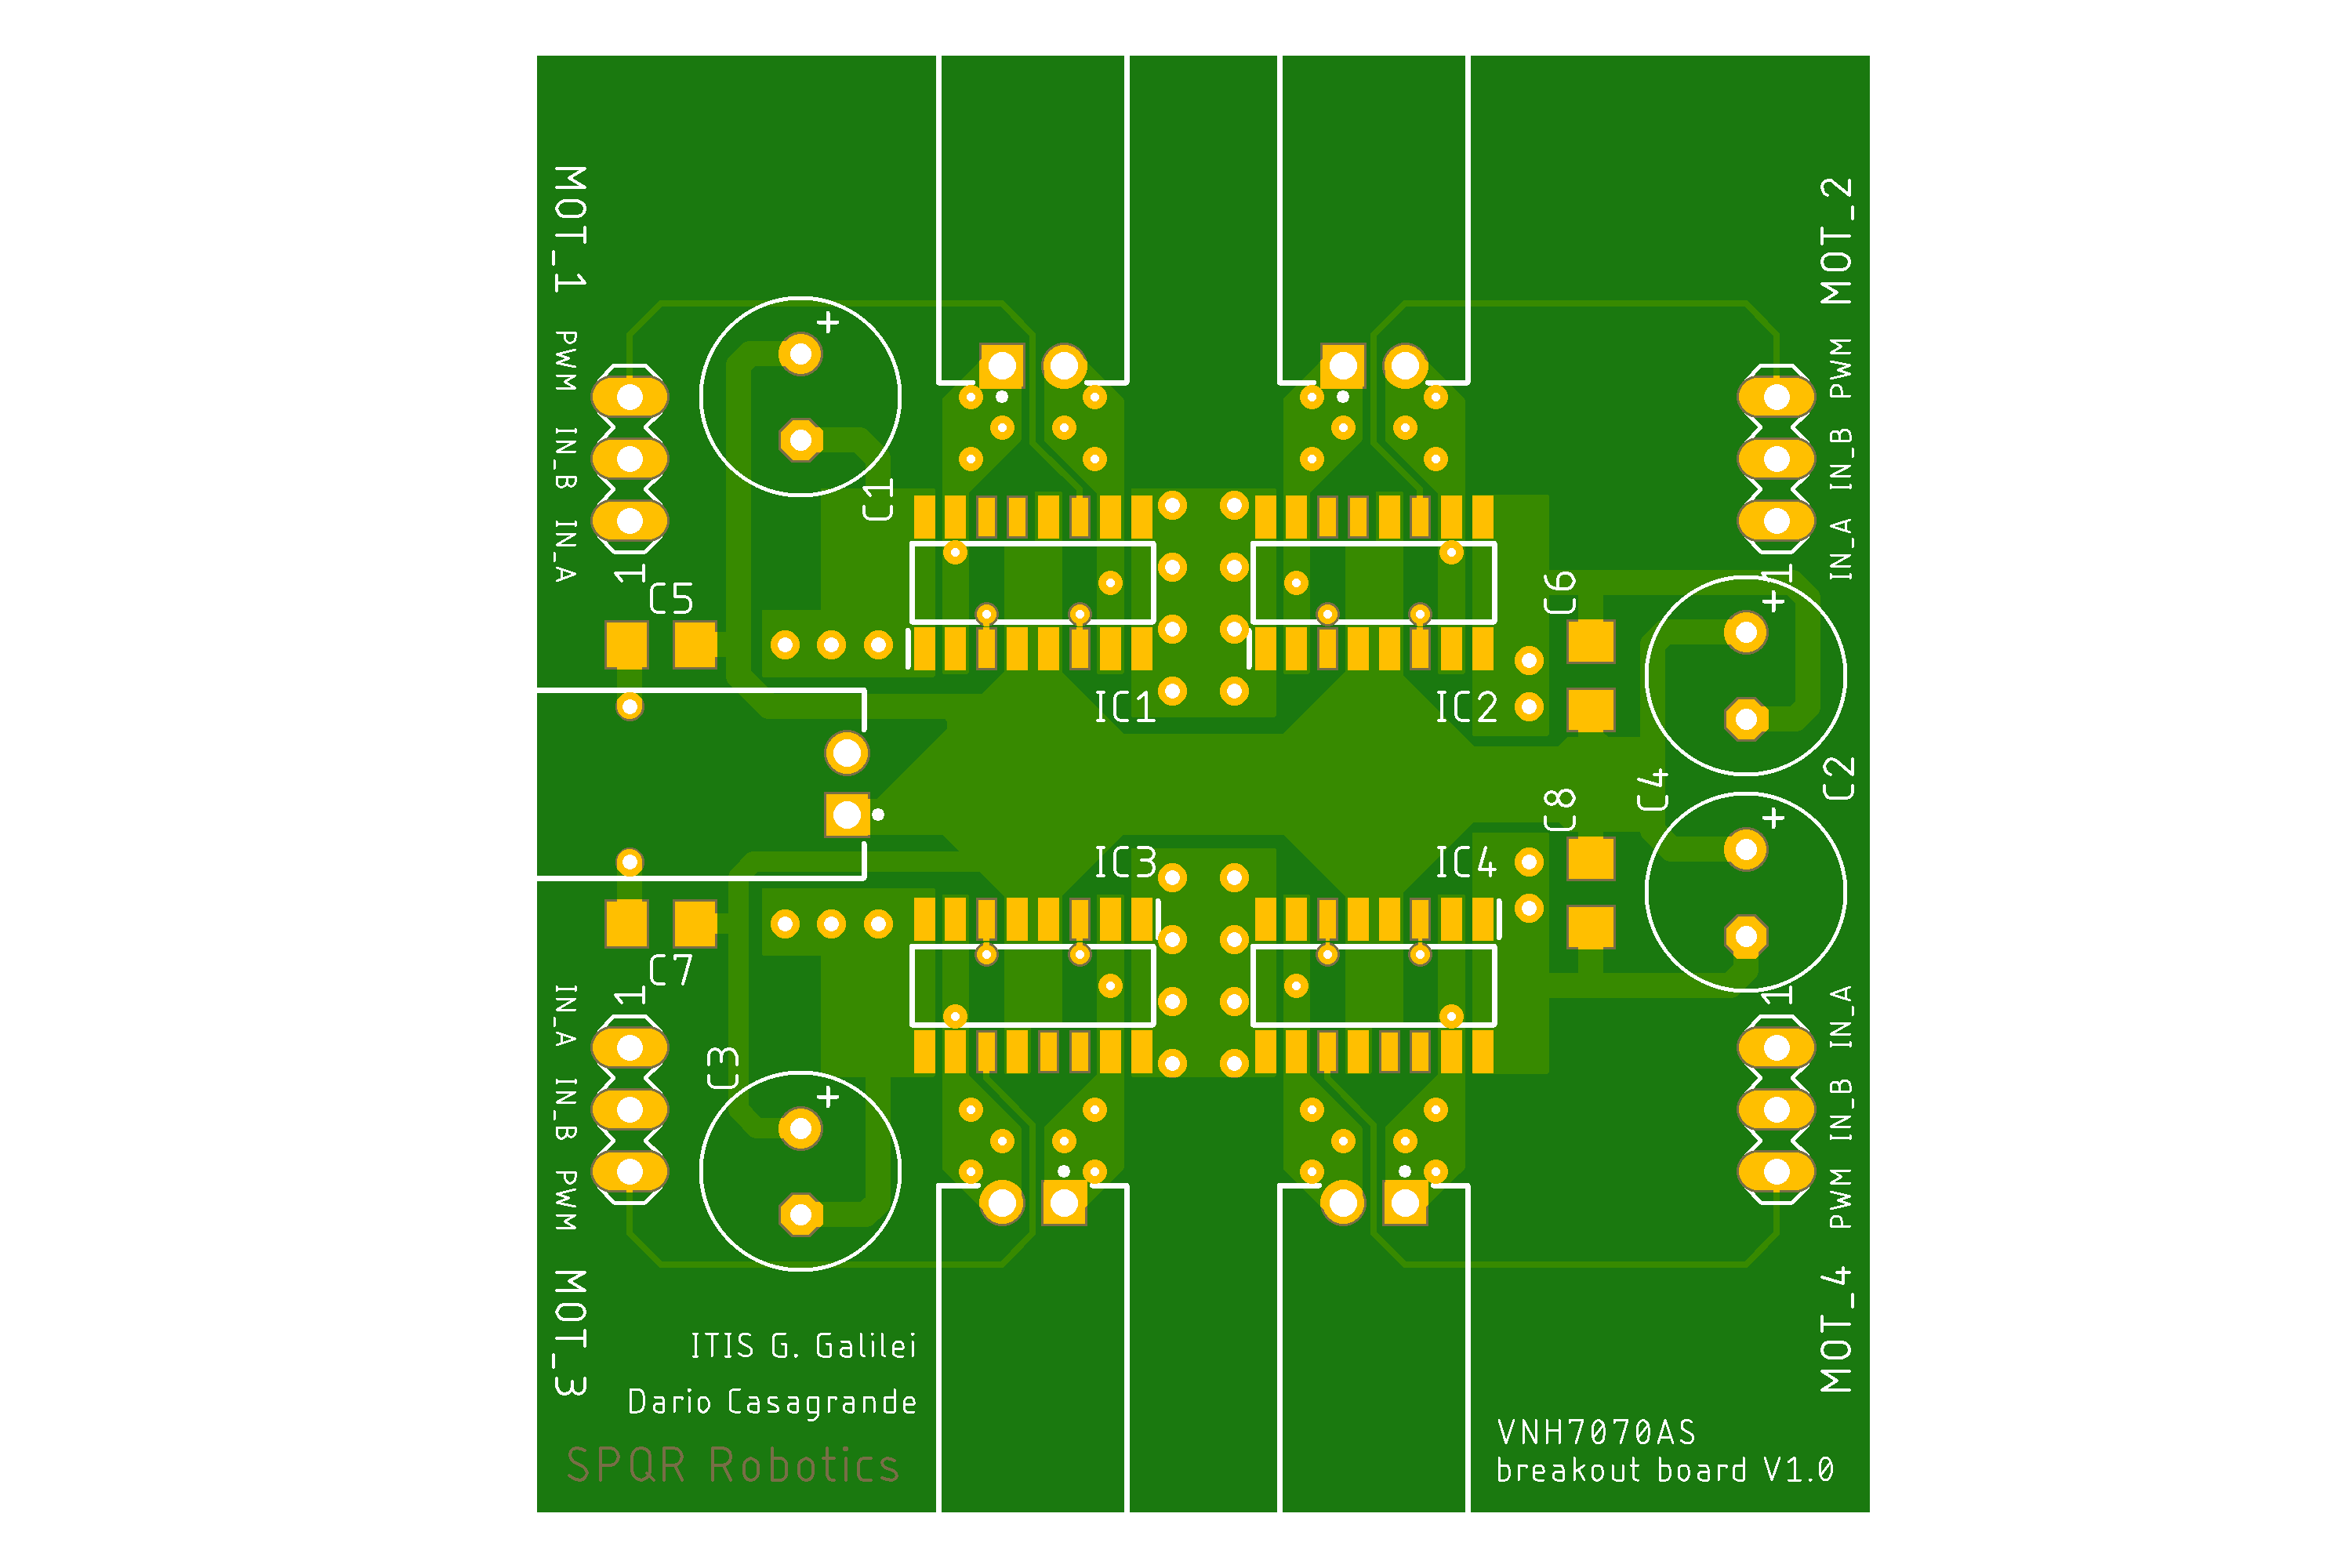 MOT_1
PWM
IN_B
IN_A
1
C5
+
C1
MOT_2
PWM
IN_B
IN_A
1
C6
+
C2
IC1
IC2
IC3
IC4
C8
C4
+
C7
1
IN_A
IN_B
PWM
MOT_3
C3
+
1
IN_A
IN_B
PWM
MOT_4
ITIS G. Galilei
Dario Casagrande
SPQR Robotics
VNH7070AS
breakout board V1.0